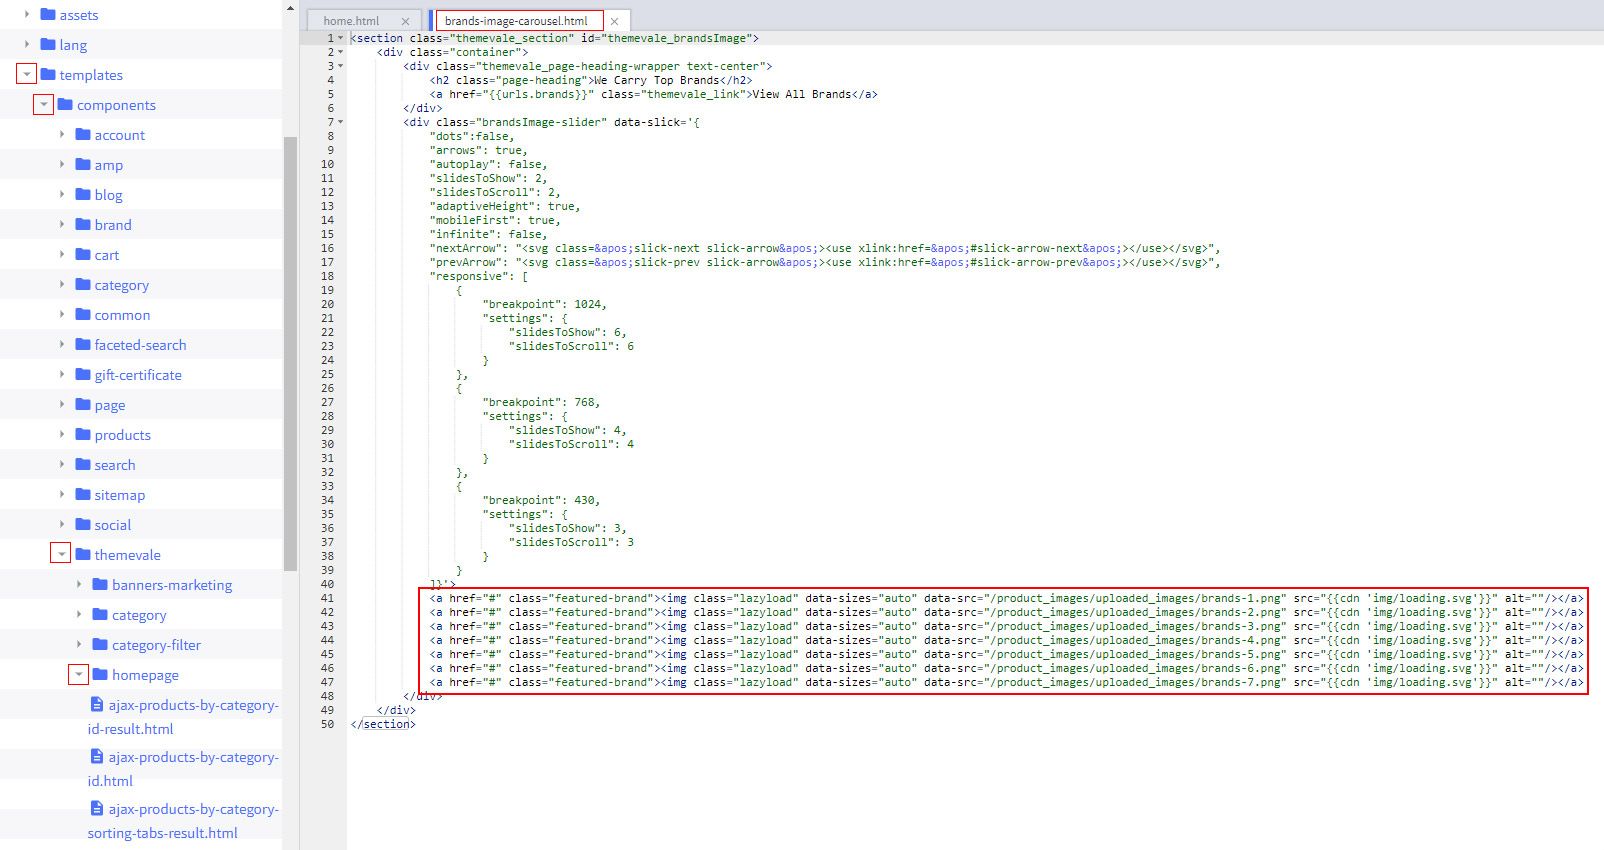 assets
lang
templates
components
account
amp
blog
brand
cart
category
common
faceted-search
gift-certificate
page
products
search
sitemap
social
themevale
banners-marketing
category
category-filter
homepage
ajax-products-by-category-
id-result.html
ajax-products-by-category-
id.html
ajax-products-by-category-
sorting-tabs-result.html
home.html × brands-image-carousel.html ×
1 <section class="themevale_section" id="themevale_brandsImage">
2 <div class="container">
3 <div class="themevale_page-heading-wrapper text-center">
4 <h2 class="page-heading">We Carry Top Brands</h2>
5 <a href="{{urls.brands}}" class="themevale_link">View All Brands</a>
6 </div>
7 <div class="brandsImage-slider" data-slick='{
8 "dots":false,
9 "arrows": true,
10 "autoplay": false,
11 "slidesToShow": 2,
12 "slidesToScroll": 2,
13 "adaptiveHeight": true,
14 "mobileFirst": true,
15 "infinite": false,
16 "nextArrow": "<svg class=&apos;slick-next slick-arrow&apos;><use xlink:href=&apos;#slick-arrow-next&apos;></use></svg>",
17 "prevArrow": "<svg class=&apos;slick-prev slick-arrow&apos;><use xlink:href=&apos;#slick-arrow-prev&apos;></use></svg>",
18 "responsive": [
19 {
20 "breakpoint": 1024,
21 "settings": {
22 "slidesToShow": 6,
23 "slidesToScroll": 6
24 }
25 },
26 {
27 "breakpoint": 768,
28 "settings": {
29 "slidesToShow": 4,
30 "slidesToScroll": 4
31 }
32 },
33 {
34 "breakpoint": 430,
35 "settings": {
36 "slidesToShow": 3,
37 "slidesToScroll": 3
38 }
39 }
40 ]}'>
41 <a href="#" class="featured-brand"><img class="lazyload" data-sizes="auto" data-src="/product_images/uploaded_images/brands-1.png" src="{{cdn 'img/loading.svg'}}" alt=""/></a>
42 <a href="#" class="featured-brand"><img class="lazyload" data-sizes="auto" data-src="/product_images/uploaded_images/brands-2.png" src="{{cdn 'img/loading.svg'}}" alt=""/></a>
43 <a href="#" class="featured-brand"><img class="lazyload" data-sizes="auto" data-src="/product_images/uploaded_images/brands-3.png" src="{{cdn 'img/loading.svg'}}" alt=""/></a>
44 <a href="#" class="featured-brand"><img class="lazyload" data-sizes="auto" data-src="/product_images/uploaded_images/brands-4.png" src="{{cdn 'img/loading.svg'}}" alt=""/></a>
45 <a href="#" class="featured-brand"><img class="lazyload" data-sizes="auto" data-src="/product_images/uploaded_images/brands-5.png" src="{{cdn 'img/loading.svg'}}" alt=""/></a>
46 <a href="#" class="featured-brand"><img class="lazyload" data-sizes="auto" data-src="/product_images/uploaded_images/brands-6.png" src="{{cdn 'img/loading.svg'}}" alt=""/></a>
47 <a href="#" class="featured-brand"><img class="lazyload" data-sizes="auto" data-src="/product_images/uploaded_images/brands-7.png" src="{{cdn 'img/loading.svg'}}" alt=""/></a>
48 </div>
49 </div>
50 </section>